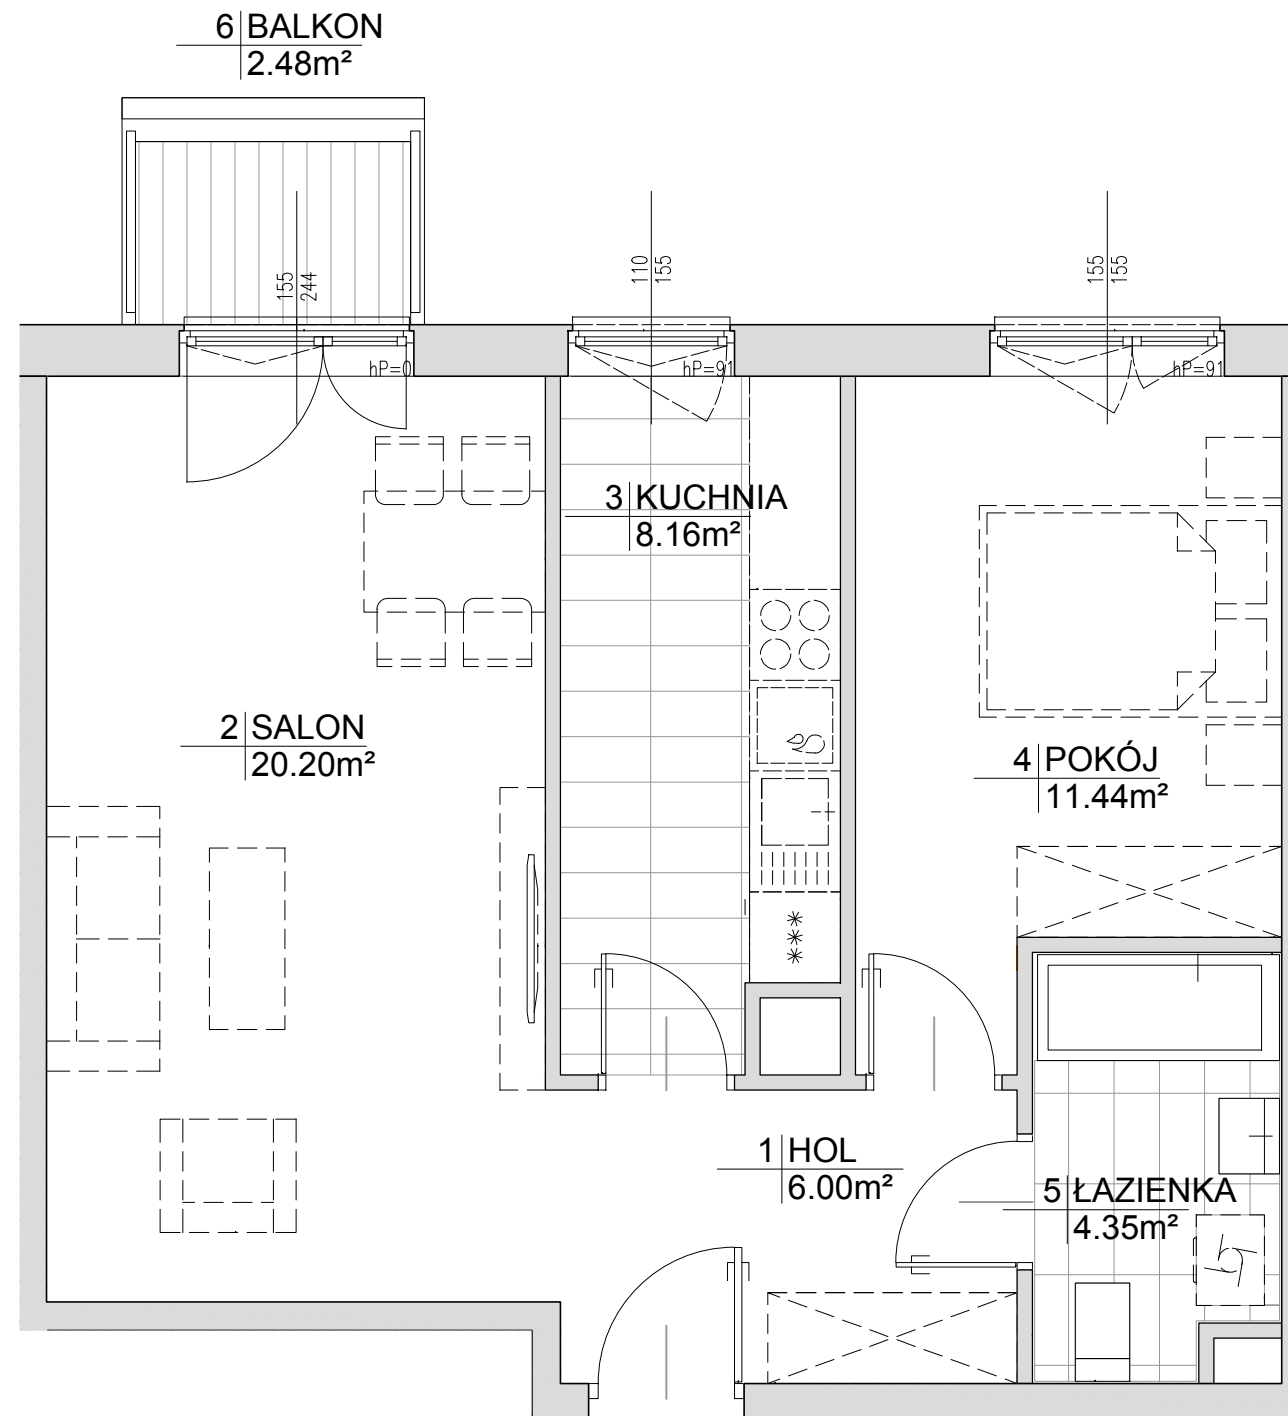 6 BALKON
2.48m²
155
244
110
155
155
155
hP=0
hP=91
hP=91
3 KUCHNIA
8.16m²
2 SALON
20.20m²
4 POKÓJ
11.44m²
1 HOL
6.00m²
5 ŁAZIENKA
4.35m²